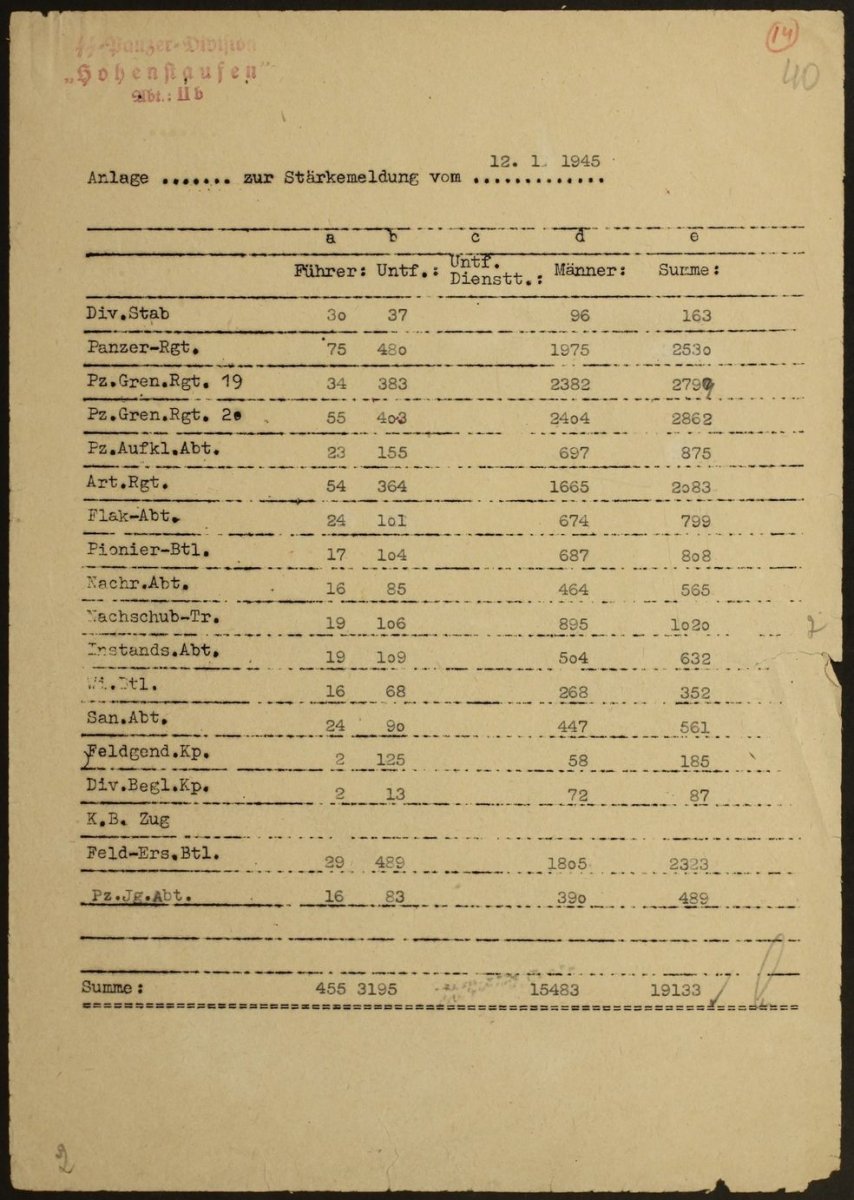 SS-Panzer-Division
„Hohenstaufen"
Abt.: II b
14
40
12. 1. 1945
Anlage ....... zur Stärkemeldung vom .............
a b c d e
Führer: Untf.: Untf. Dienstt.: Männer: Summe:
Div.Stab 3o 37 96 163
Panzer-Rgt. 75 48o 1975 253o
Pz.Gren.Rgt. 19 34 383 2382 2799
Pz.Gren.Rgt. 2o 55 4o3 24o4 2862
Pz.Aufkl.Abt. 23 155 697 875
Art.Rgt. 54 364 1665 2o83
Flak-Abt. 24 1o1 674 799
Pionier-Btl. 17 1o4 687 8o8
Nachr.Abt. 16 85 464 565
Nachschub-Tr. 19 1o6 895 1o2o
2
Instands.Abt. 19 1o9 5o4 632
Wi.Btl. 16 68 268 352
San.Abt. 24 9o 447 561
Feldgend.Kp. 2 125 58 185
Div.Begl.Kp. 2 13 72 87
K.B. Zug
Feld-Ers.Btl. 29 489 18o5 2323
Pz.Jg.Abt. 16 83 39o 489
Summe: 455 3195 15483 19133
2